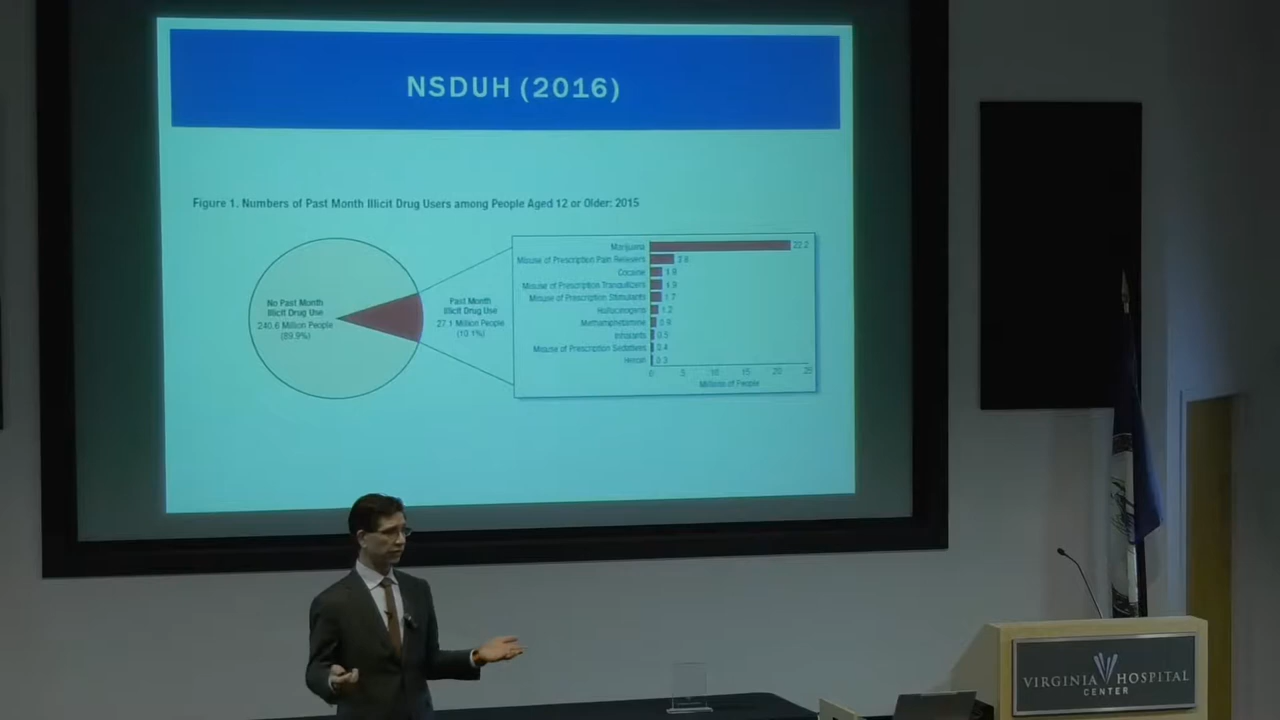 NSDUH (2016)
Figure 1. Numbers of Past Month Illicit Drug Users among People Aged 12 or Older: 2015
No Past Month
Illicit Drug Use
240.6 Million People
(89.9%)
Past Month
Illicit Drug Use
27.1 Million People
(10.1%)
Marijuana 22.2
Misuse of Prescription Pain Relievers 3.8
Cocaine 1.9
Misuse of Prescription Tranquilizers 1.9
Misuse of Prescription Stimulants 1.7
Hallucinogens 1.2
Methamphetamine 0.9
Inhalants 0.5
Misuse of Prescription Sedatives 0.4
Heroin 0.3
0 5 10 15 20 25
Millions of People
VIRGINIA HOSPITAL
CENTER